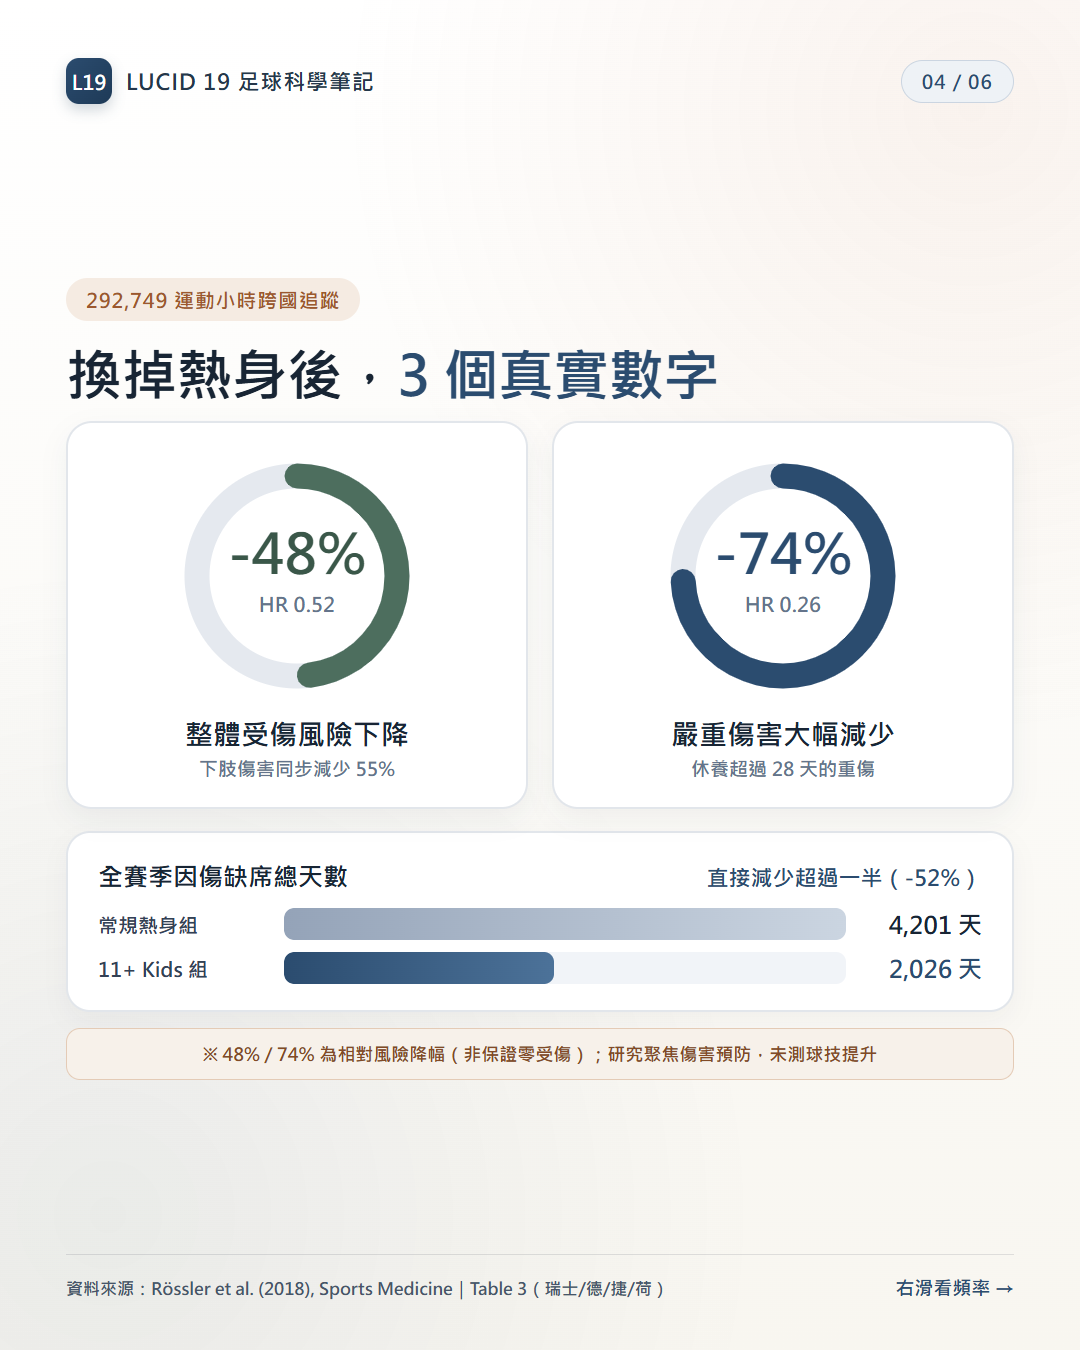 L19 LUCID 19 足球科學筆記
04 / 06
292,749 運動小時跨國追蹤
換掉熱身後，3 個真實數字
-48%
HR 0.52
整體受傷風險下降
下肢傷害同步減少 55%
-74%
HR 0.26
嚴重傷害大幅減少
休養超過 28 天的重傷
全賽季因傷缺席總天數
直接減少超過一半（-52%）
常規熱身組 4,201 天
11+ Kids 組 2,026 天
※ 48% / 74% 為相對風險降幅（非保證零受傷）；研究聚焦傷害預防，未測球技提升
資料來源：Rössler et al. (2018), Sports Medicine｜Table 3（瑞士/德/捷/荷）
右滑看頻率 →